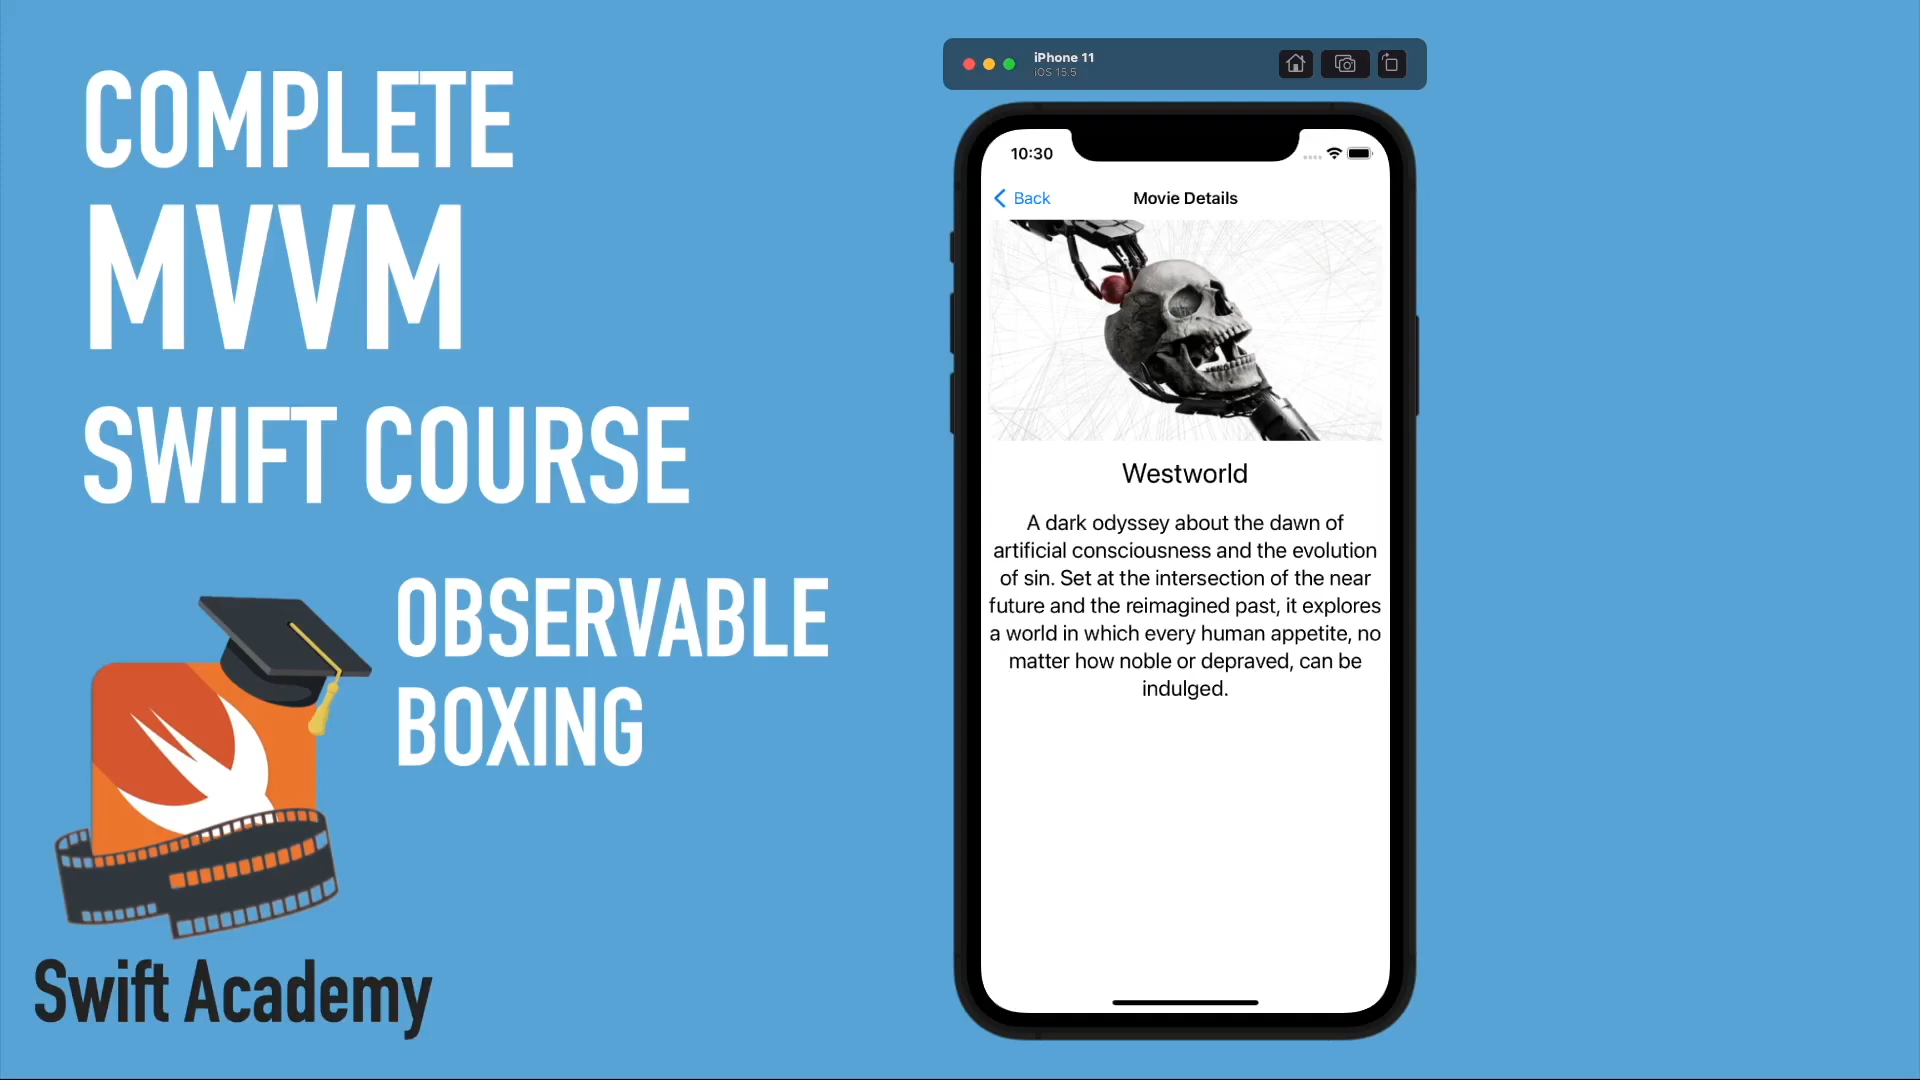 COMPLETE
MVVM
SWIFT COURSE
OBSERVABLE
BOXING
Swift Academy
iPhone 11
iOS 15.5
10:30
Back
Movie Details
Westworld
A dark odyssey about the dawn of
artificial consciousness and the evolution
of sin. Set at the intersection of the near
future and the reimagined past, it explores
a world in which every human appetite, no
matter how noble or depraved, can be
indulged.